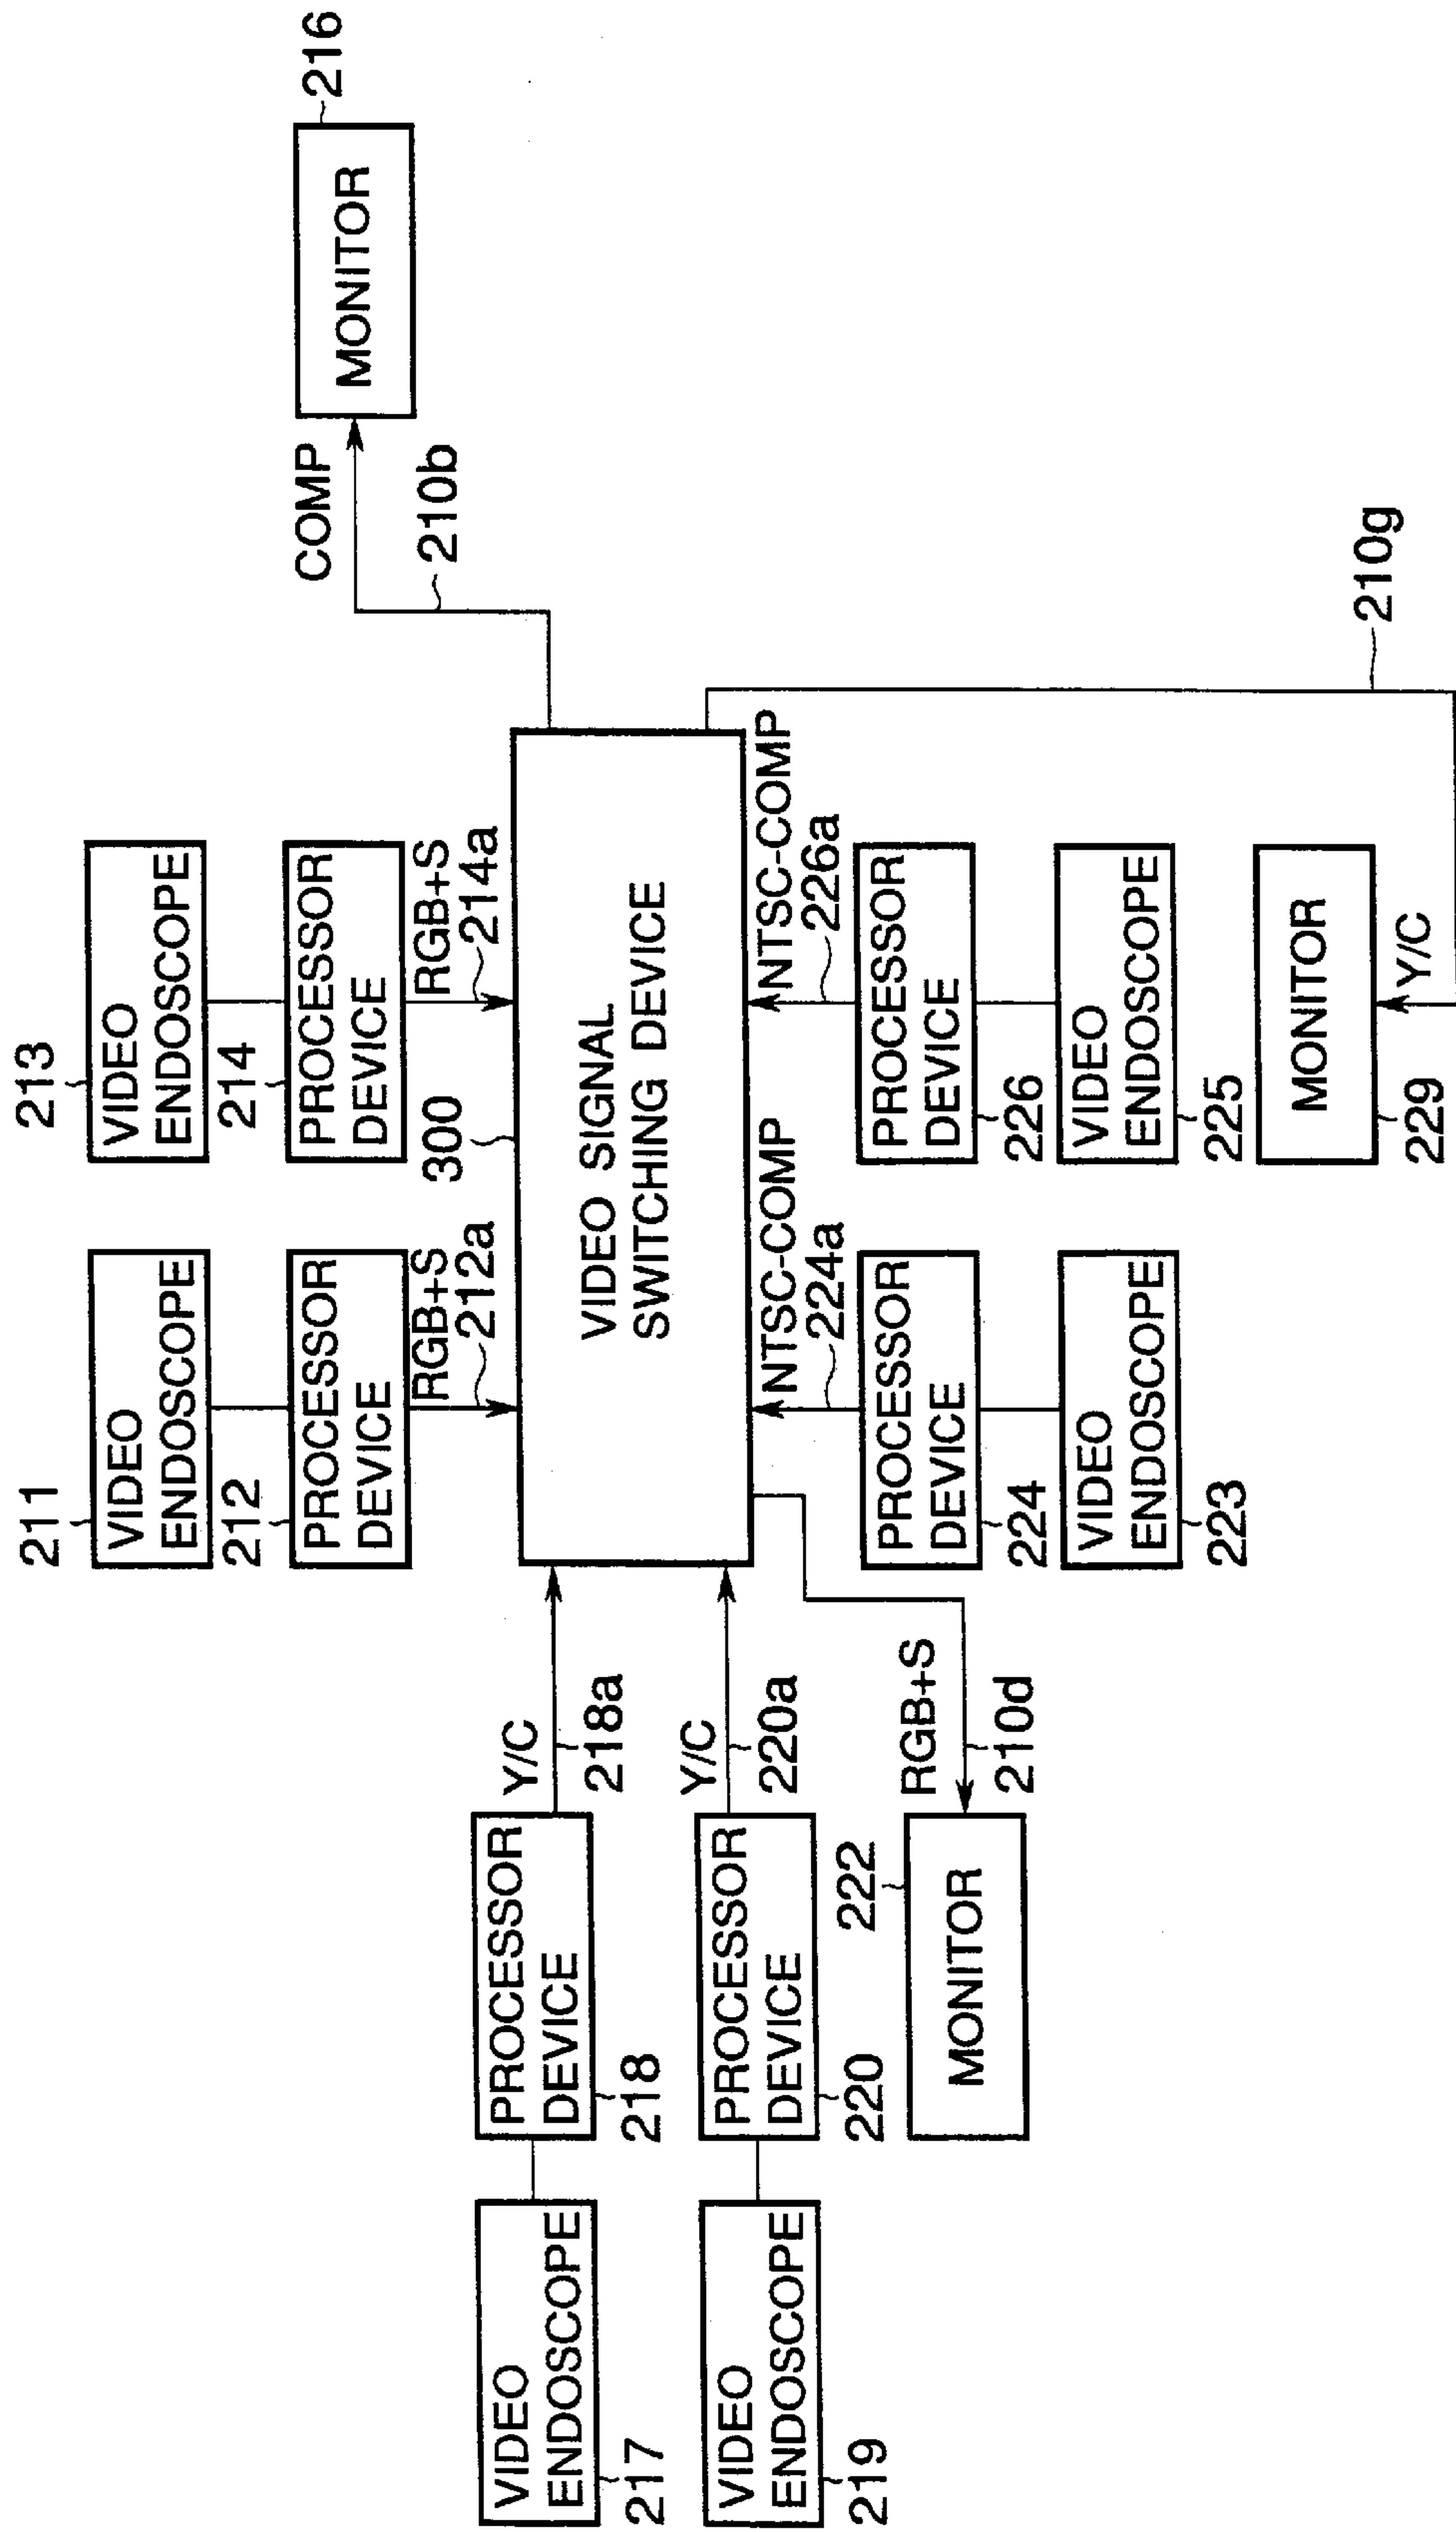 213
VIDEO
ENDOSCOPE
214
PROCESSOR
DEVICE
RGB+S
214a
211
VIDEO
ENDOSCOPE
212
PROCESSOR
DEVICE
RGB+S
212a
300
VIDEO SIGNAL
SWITCHING DEVICE
COMP
210b
MONITOR
216
217
VIDEO
ENDOSCOPE
218
PROCESSOR
DEVICE
Y/C
218a
219
VIDEO
ENDOSCOPE
220
PROCESSOR
DEVICE
Y/C
220a
222
MONITOR
RGB+S
210d
NTSC-COMP
224a
PROCESSOR
DEVICE
224
VIDEO
ENDOSCOPE
223
NTSC-COMP
226a
PROCESSOR
DEVICE
226
VIDEO
ENDOSCOPE
225
MONITOR
229
Y/C
210g